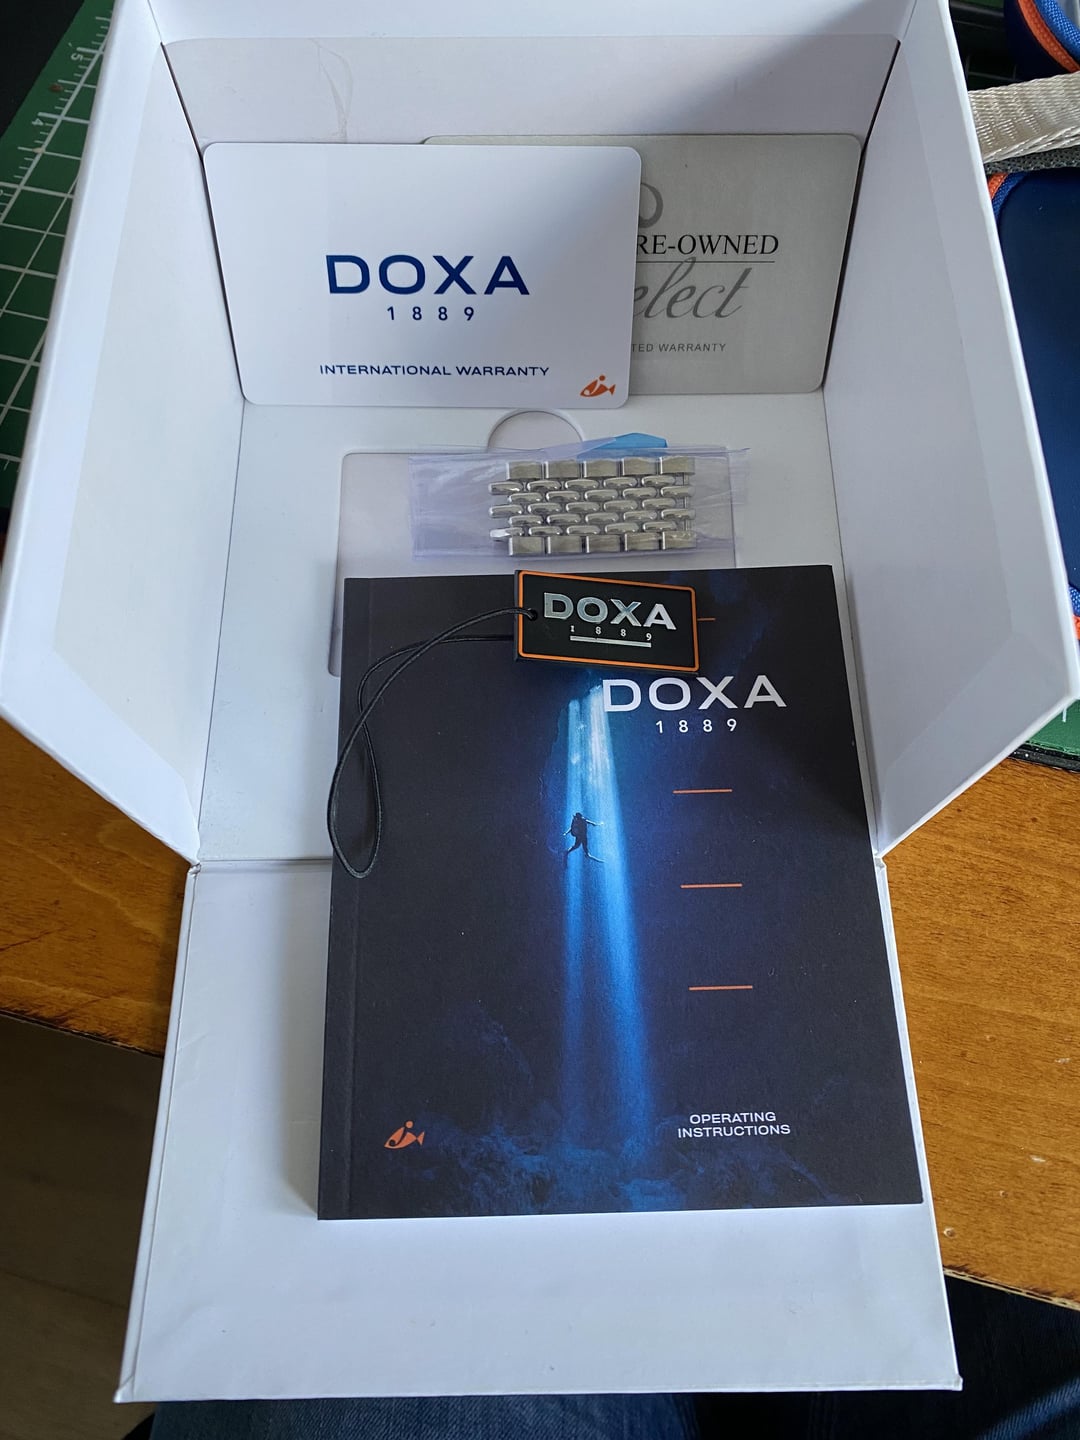 DOXA
1889
INTERNATIONAL WARRANTY
RE-OWNED
elect
TED WARRANTY
DOXA
1889
DOXA
1889
OPERATING
INSTRUCTIONS